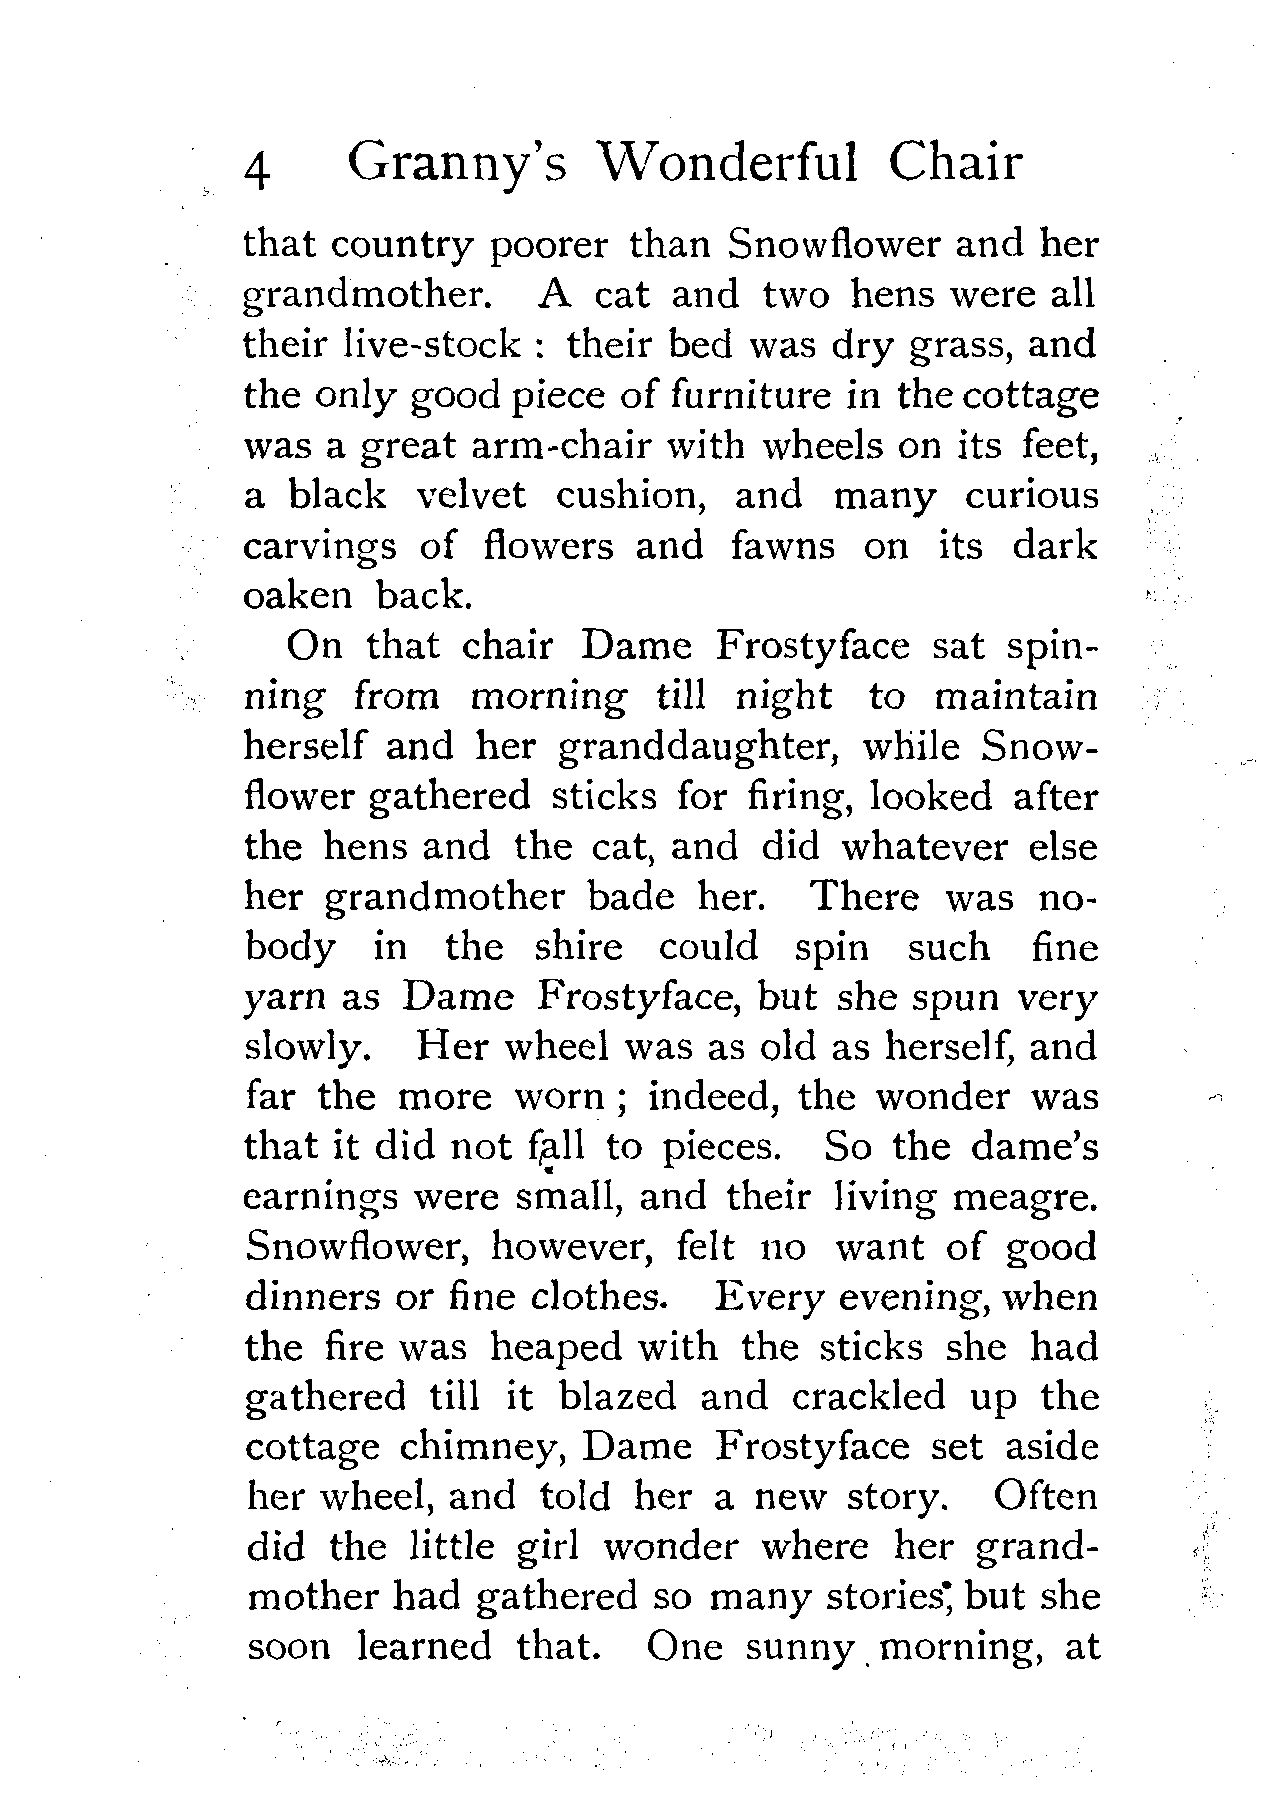 4 Granny's Wonderful Chair
that country poorer than Snowflower and her
grandmother. A cat and two hens were all
their live-stock : their bed was dry grass, and
the only good piece of furniture in the cottage
was a great arm-chair with wheels on its feet,
a black velvet cushion, and many curious
carvings of flowers and fawns on its dark
oaken back.
On that chair Dame Frostyface sat spin-
ning from morning till night to maintain
herself and her granddaughter, while Snow-
flower gathered sticks for firing, looked after
the hens and the cat, and did whatever else
her grandmother bade her. There was no-
body in the shire could spin such fine
yarn as Dame Frostyface, but she spun very
slowly. Her wheel was as old as herself, and
far the more worn ; indeed, the wonder was
that it did not fall to pieces. So the dame's
earnings were small, and their living meagre.
Snowflower, however, felt no want of good
dinners or fine clothes. Every evening, when
the fire was heaped with the sticks she had
gathered till it blazed and crackled up the
cottage chimney, Dame Frostyface set aside
her wheel, and told her a new story. Often
did the little girl wonder where her grand-
mother had gathered so many stories; but she
soon learned that. One sunny morning, at